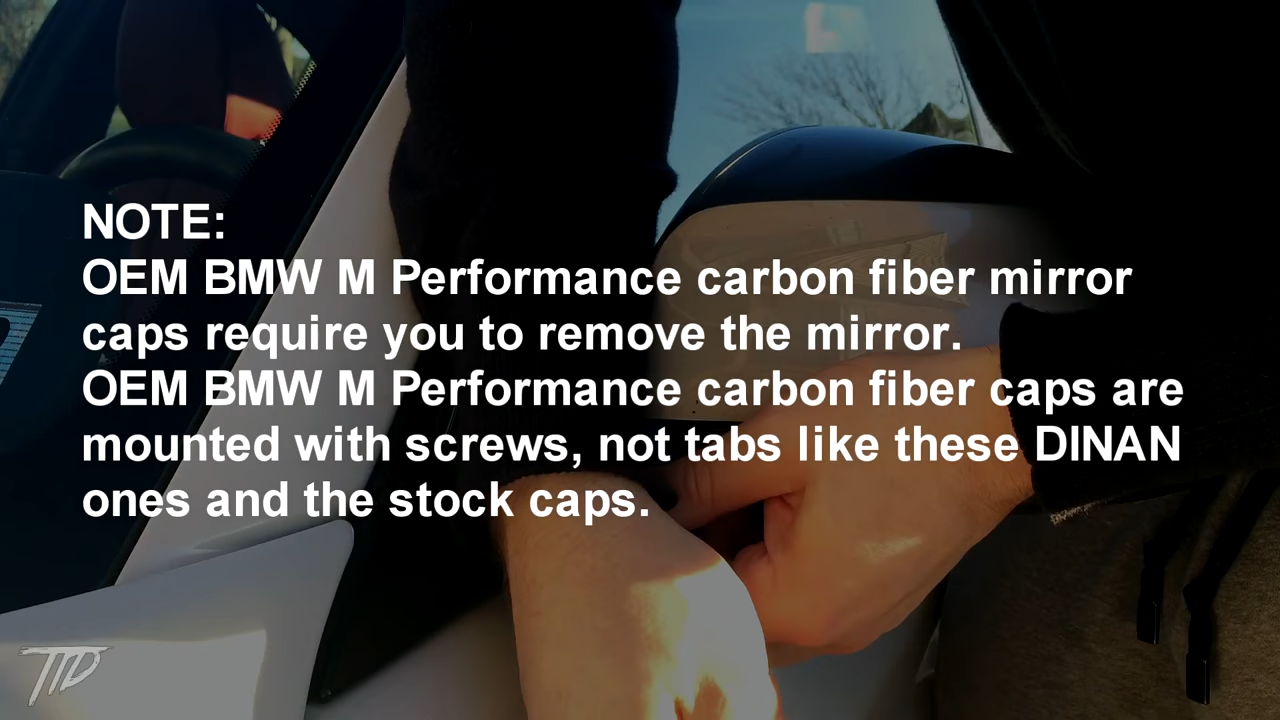 NOTE:
OEM BMW M Performance carbon fiber mirror
caps require you to remove the mirror.
OEM BMW M Performance carbon fiber caps are
mounted with screws, not tabs like these DINAN
ones and the stock caps.
TTD